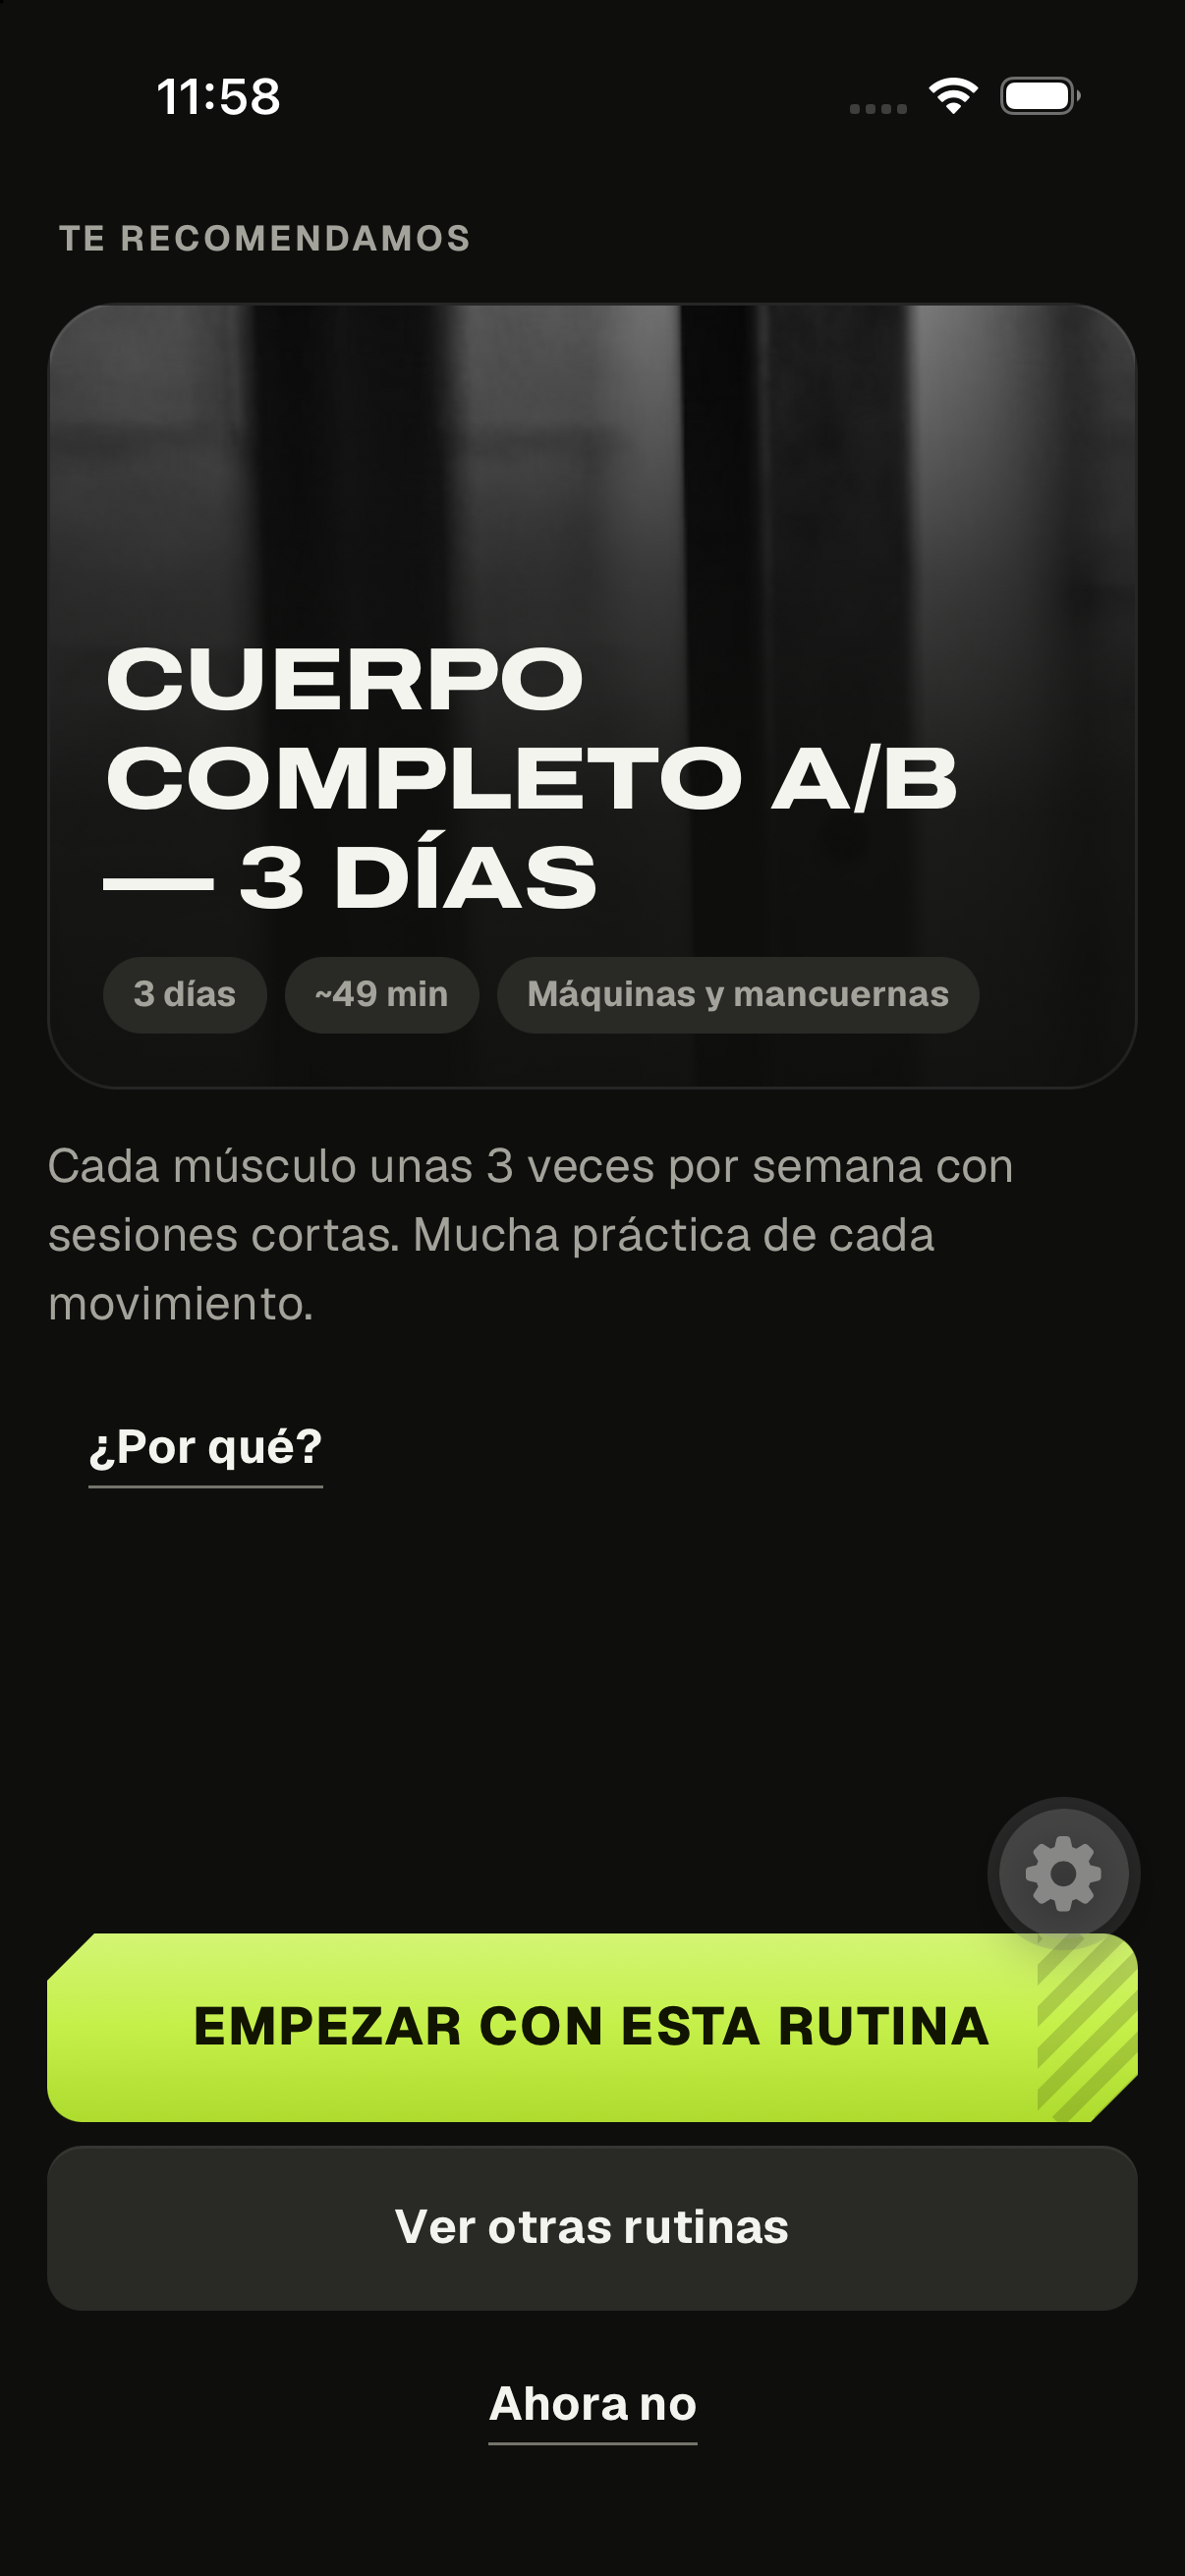 11:58
TE RECOMENDAMOS
CUERPO
COMPLETO A/B
— 3 DÍAS
3 días ~49 min Máquinas y mancuernas
Cada músculo unas 3 veces por semana con
sesiones cortas. Mucha práctica de cada
movimiento.
¿Por qué?
EMPEZAR CON ESTA RUTINA
Ver otras rutinas
Ahora no